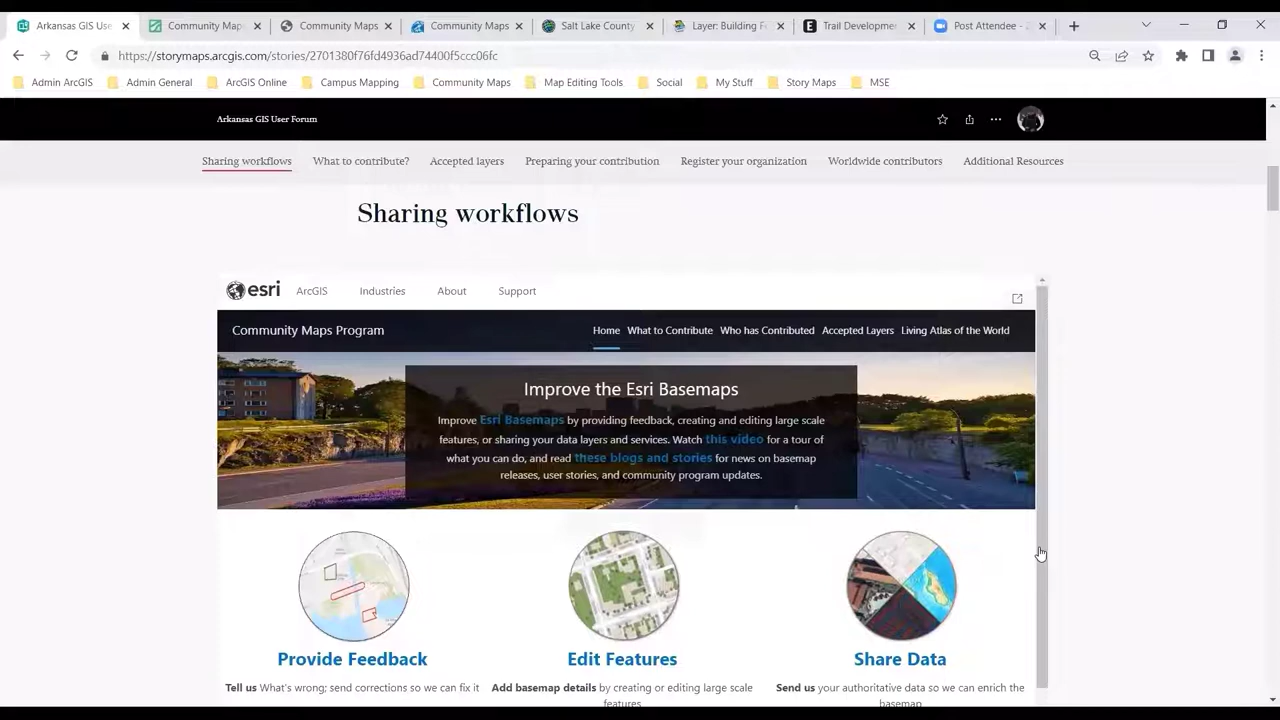 Arkansas GIS Use
Community Map
Community Maps
Community Maps
Salt Lake County
Layer: Building F
Trail Developme
Post Attendee - Z
https://storymaps.arcgis.com/stories/2701380f76fd4936ad74400f5ccc06fc
Admin ArcGIS
Admin General
ArcGIS Online
Campus Mapping
Community Maps
Map Editing Tools
Social
My Stuff
Story Maps
MSE
Arkansas GIS User Forum
Sharing workflows
What to contribute?
Accepted layers
Preparing your contribution
Register your organization
Worldwide contributors
Additional Resources
Sharing workflows
esri
ArcGIS
Industries
About
Support
Community Maps Program
Home
What to Contribute
Who has Contributed
Accepted Layers
Living Atlas of the World
Improve the Esri Basemaps
Improve Esri Basemaps by providing feedback, creating and editing large scale
features, or sharing your data layers and services. Watch this video for a tour of
what you can do, and read these blogs and stories for news on basemap
releases, user stories, and community program updates.
Provide Feedback
Edit Features
Share Data
Tell us What's wrong; send corrections so we can fix it
Add basemap details by creating or editing large scale
features
Send us your authoritative data so we can enrich the
basemap